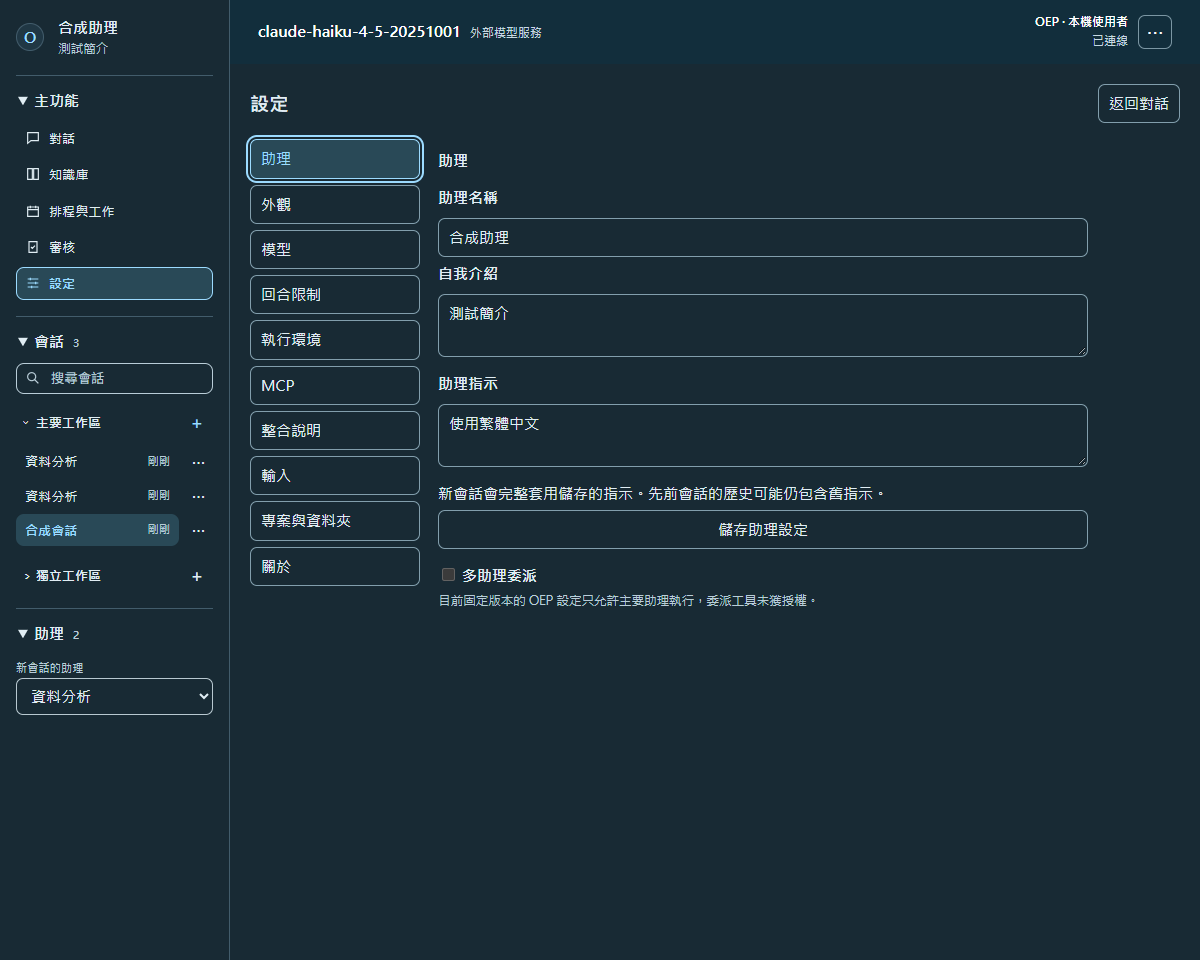 O
合成助理
測試簡介
▼ 主功能
對話
知識庫
排程與工作
審核
設定
▼ 會話 3
搜尋會話
主要工作區 +
資料分析 剛剛 ...
資料分析 剛剛 ...
合成會話 剛剛 ...
獨立工作區 +
▼ 助理 2
新會話的助理
資料分析
claude-haiku-4-5-20251001 外部模型服務
OEP · 本機使用者
已連線
...
設定
返回對話
助理
外觀
模型
回合限制
執行環境
MCP
整合說明
輸入
專案與資料夾
關於
助理
助理名稱
合成助理
自我介紹
測試簡介
助理指示
使用繁體中文
新會話會完整套用儲存的指示。先前會話的歷史可能仍包含舊指示。
儲存助理設定
多助理委派
目前固定版本的 OEP 設定只允許主要助理執行，委派工具未獲授權。